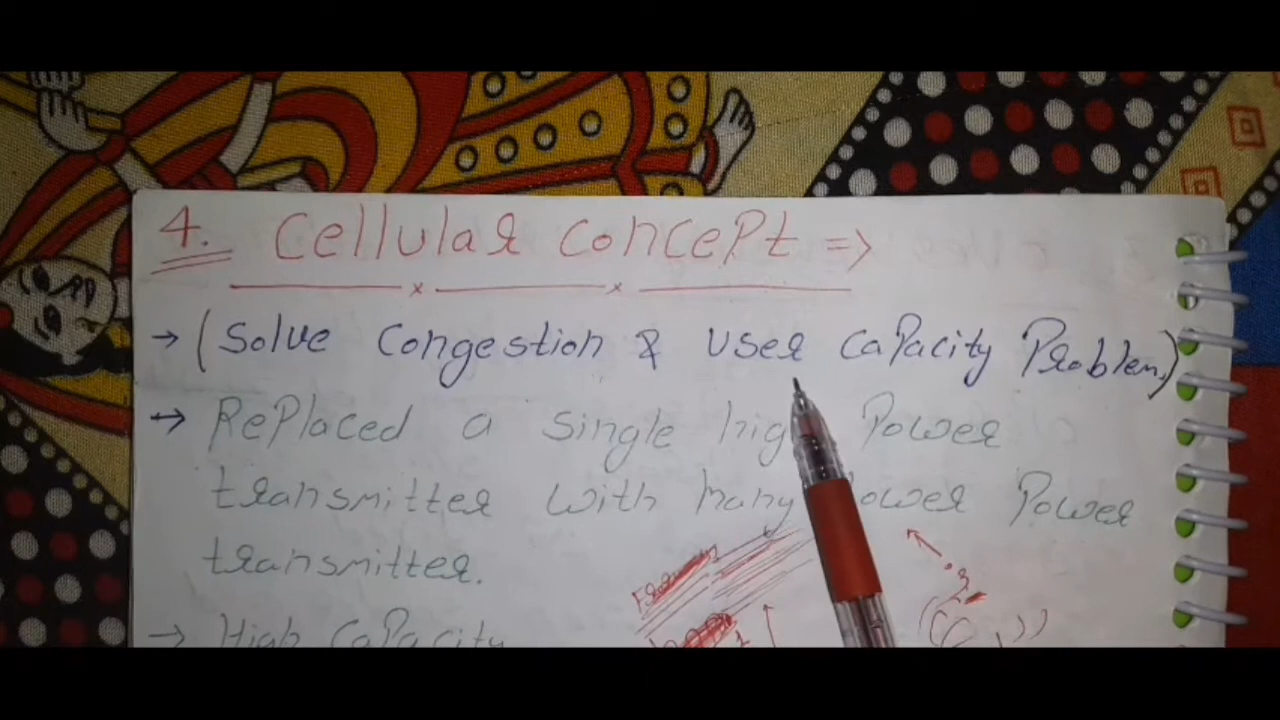 4. Cellular Concept =>
→ (Solve Congestion & User Capacity Problem.)
→ Replaced a single high Power
transmitter with many lower Power
transmitter.
→ High Capacity